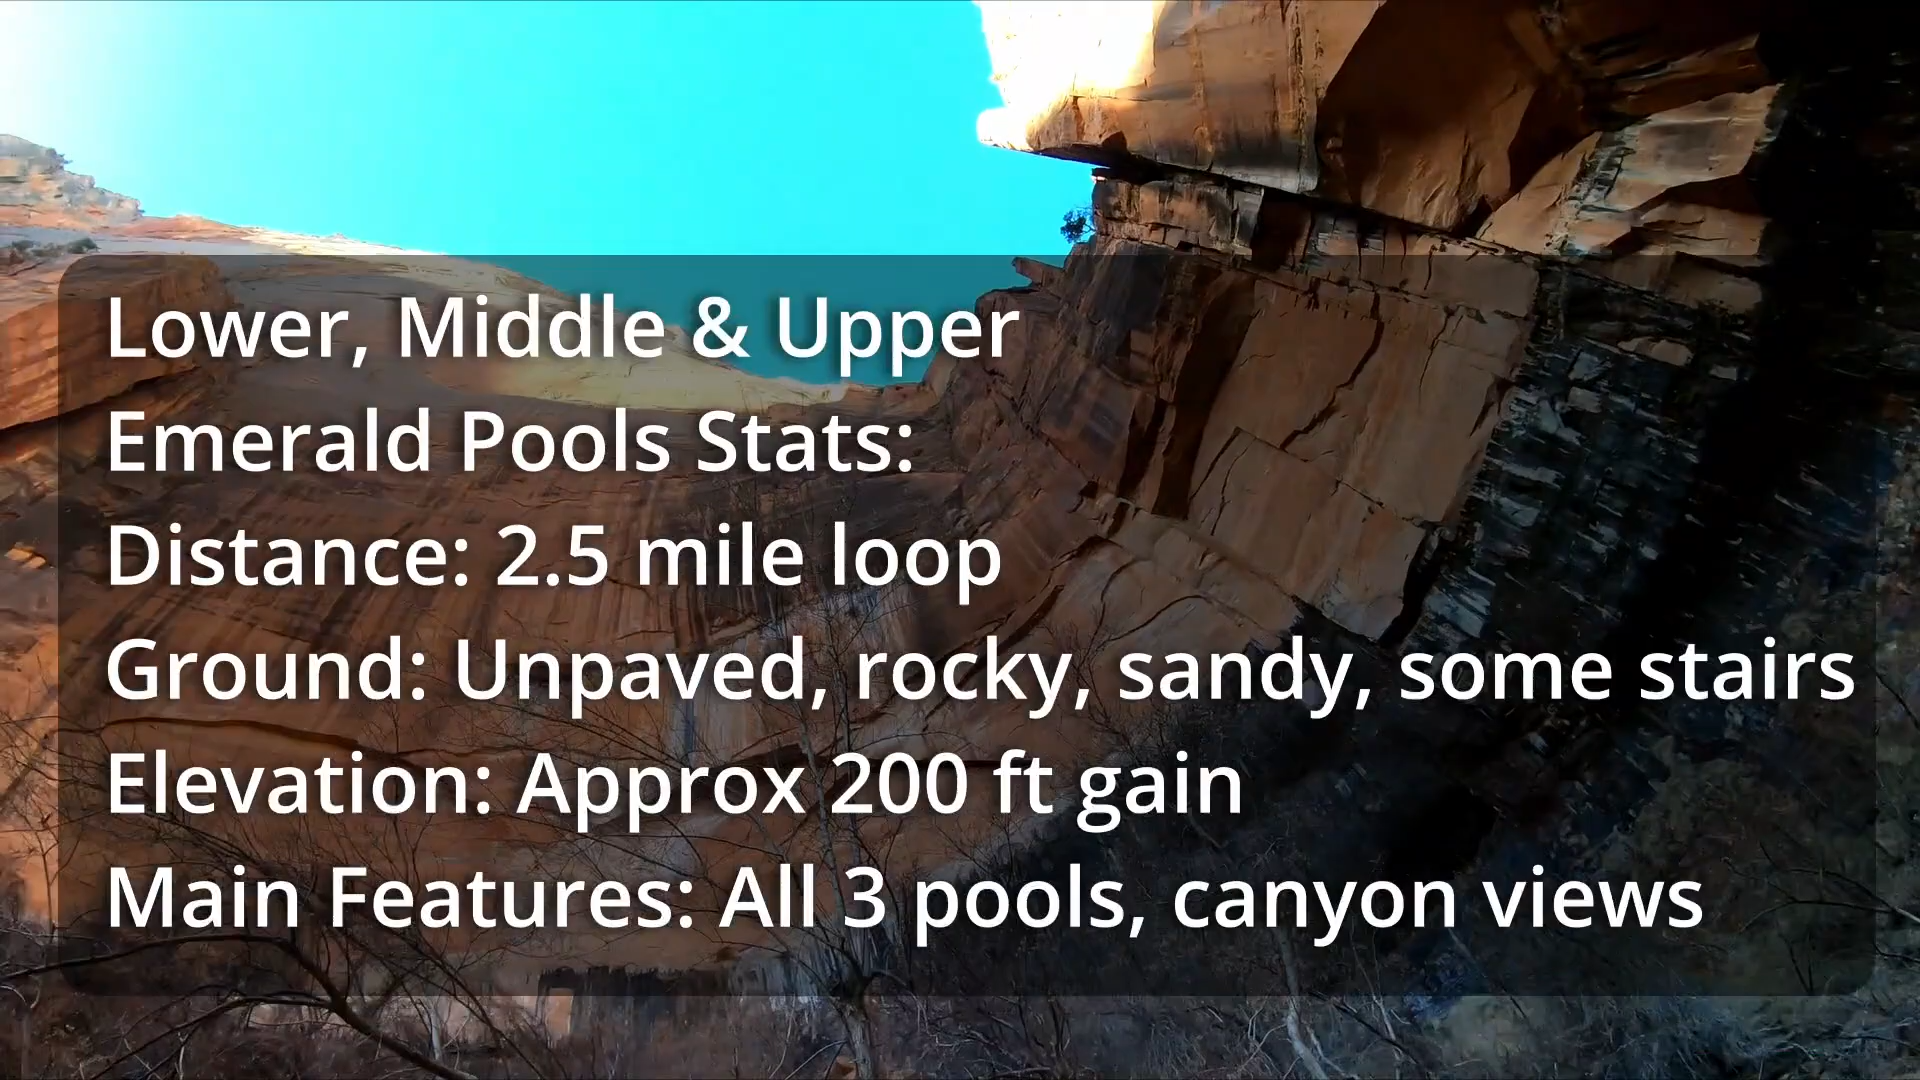 Lower, Middle & Upper
Emerald Pools Stats:
Distance: 2.5 mile loop
Ground: Unpaved, rocky, sandy, some stairs
Elevation: Approx 200 ft gain
Main Features: All 3 pools, canyon views